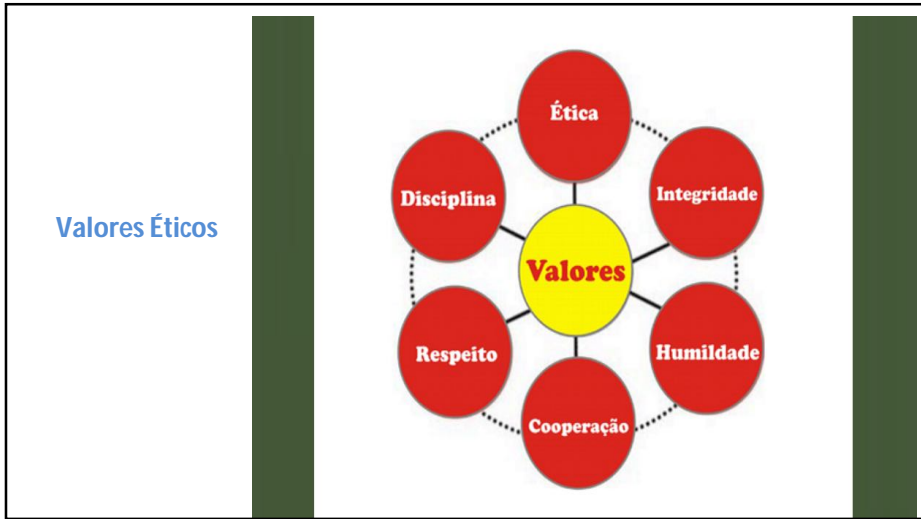 Valores Éticos
Ética
Disciplina
Integridade
Valores
Respeito
Humildade
Cooperação